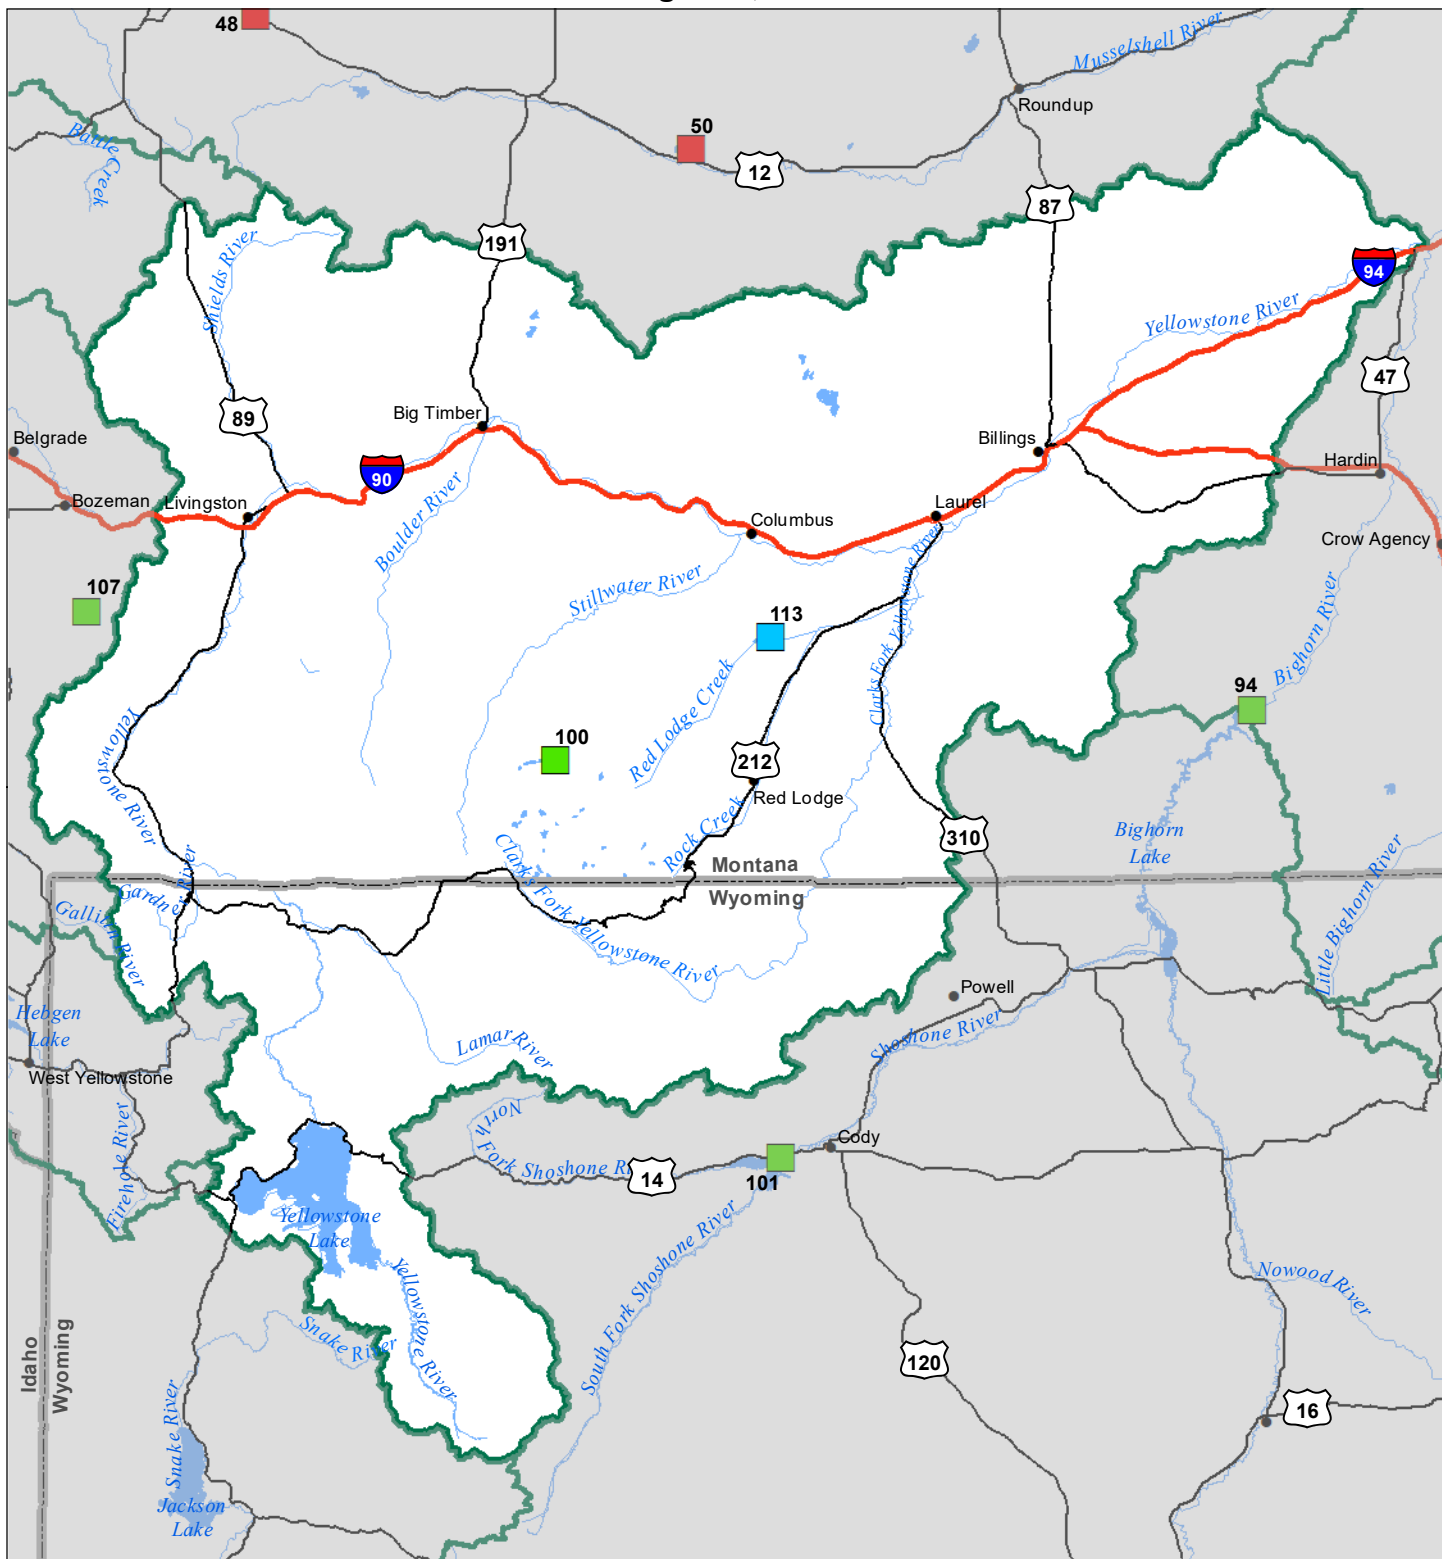 48
Musselshell River
Roundup
Battle
Creek
50
12
87
191
94
Shields River
Yellowstone River
47
89
Big Timber
Belgrade
Billings
Hardin
90
Bozeman
Livingston
Laurel
Columbus
Crow Agency
Boulder River
Stillwater River
Clarks Fork Yellowstone River
107
113
Bighorn River
Red Lodge Creek
94
Yellowstone River
100
212
Red Lodge
Rock Creek
310
Bighorn
Lake
Clarks Fork Yellowstone River
Montana
Wyoming
Gardner River
Gallitin River
Little Bighorn River
Powell
Hebgen
Lake
Shoshone River
Lamar River
West Yellowstone
North Fork Shoshone R
Firehole River
Cody
14
101
Yellowstone
Lake
South Fork Shoshone River
Yellowstone River
Nowood River
Snake River
Idaho
Wyoming
120
16
Snake River
Jackson
Lake